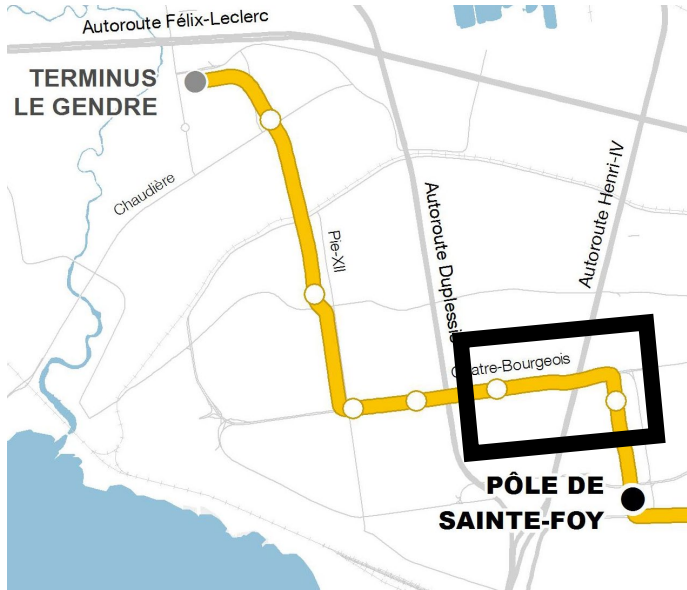 Autoroute Félix-Leclerc
TERMINUS
LE GENDRE
Chaudière
Pie-XII
Autoroute Duplessis
Autoroute Henri-IV
Quatre-Bourgeois
PÔLE DE
SAINTE-FOY